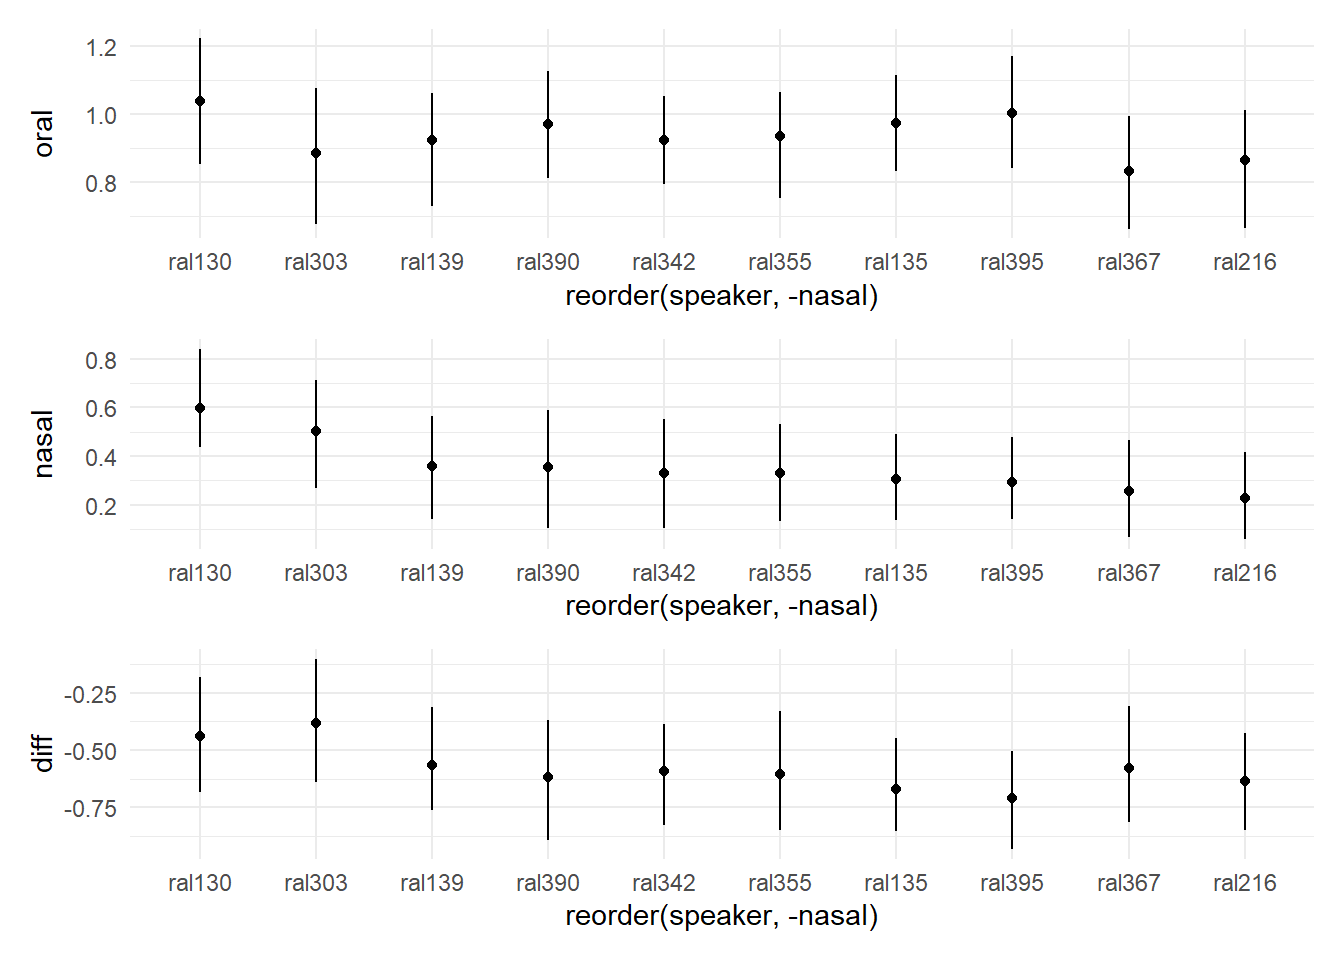 oral
1.2
1.0
0.8
ral130 ral303 ral139 ral390 ral342 ral355 ral135 ral395 ral367 ral216
reorder(speaker, -nasal)
nasal
0.8
0.6
0.4
0.2
ral130 ral303 ral139 ral390 ral342 ral355 ral135 ral395 ral367 ral216
reorder(speaker, -nasal)
diff
-0.25
-0.50
-0.75
ral130 ral303 ral139 ral390 ral342 ral355 ral135 ral395 ral367 ral216
reorder(speaker, -nasal)